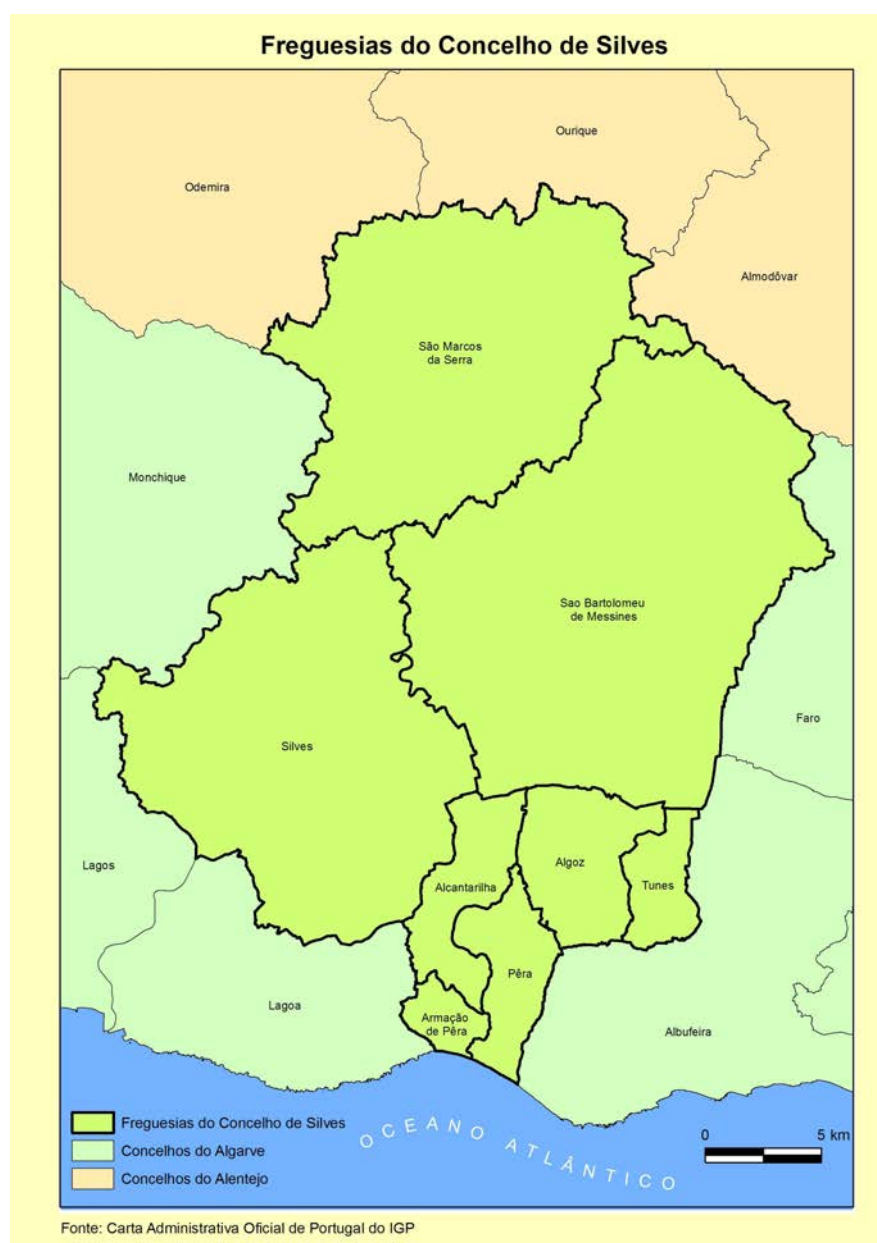 Freguesias do Concelho de Silves
Ourique
Odemira
Almodôvar
São Marcos
da Serra
Monchique
Sao Bartolomeu
de Messines
Faro
Silves
Lagos
Algoz
Alcantarilha
Tunes
Pêra
Lagoa
Armação
de Pêra
Albufeira
Freguesias do Concelho de Silves
Concelhos do Algarve
Concelhos do Alentejo
OCEANO ATLÂNTICO
0 5 km
Fonte: Carta Administrativa Oficial de Portugal do IGP